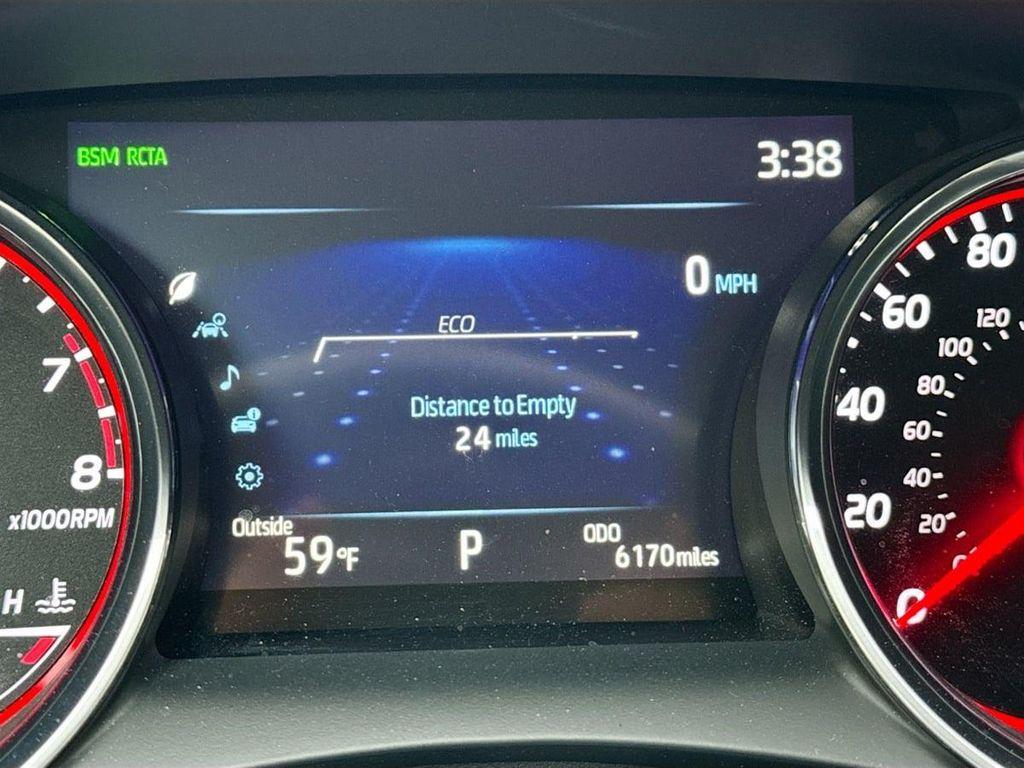 BSM RCTA
3:38
0 MPH
ECO
Distance to Empty
24 miles
Outside
59°F
P
ODO
6170 miles
7
8
x1000RPM
H
80
60
40
20
0
120
100
80
60
40
20